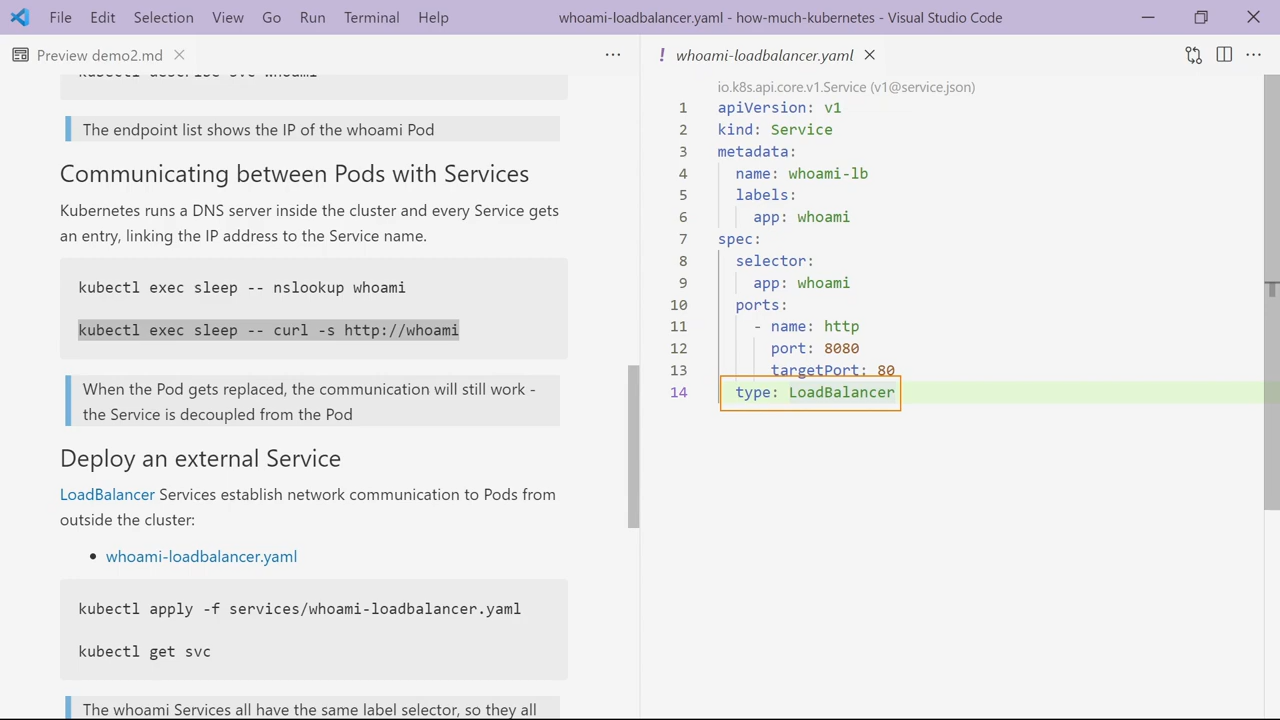 File Edit Selection View Go Run Terminal Help whoami-loadbalancer.yaml - how-much-kubernetes - Visual Studio Code
Preview demo2.md
kubectl describe svc whoami
The endpoint list shows the IP of the whoami Pod
Communicating between Pods with Services
Kubernetes runs a DNS server inside the cluster and every Service gets
an entry, linking the IP address to the Service name.
kubectl exec sleep -- nslookup whoami
kubectl exec sleep -- curl -s http://whoami
When the Pod gets replaced, the communication will still work -
the Service is decoupled from the Pod
Deploy an external Service
LoadBalancer Services establish network communication to Pods from
outside the cluster:
• whoami-loadbalancer.yaml
kubectl apply -f services/whoami-loadbalancer.yaml
kubectl get svc
The whoami Services all have the same label selector, so they all
! whoami-loadbalancer.yaml
io.k8s.api.core.v1.Service (v1@service.json)
1 apiVersion: v1
2 kind: Service
3 metadata:
4 name: whoami-lb
5 labels:
6 app: whoami
7 spec:
8 selector:
9 app: whoami
10 ports:
11 - name: http
12 port: 8080
13 targetPort: 80
14 type: LoadBalancer